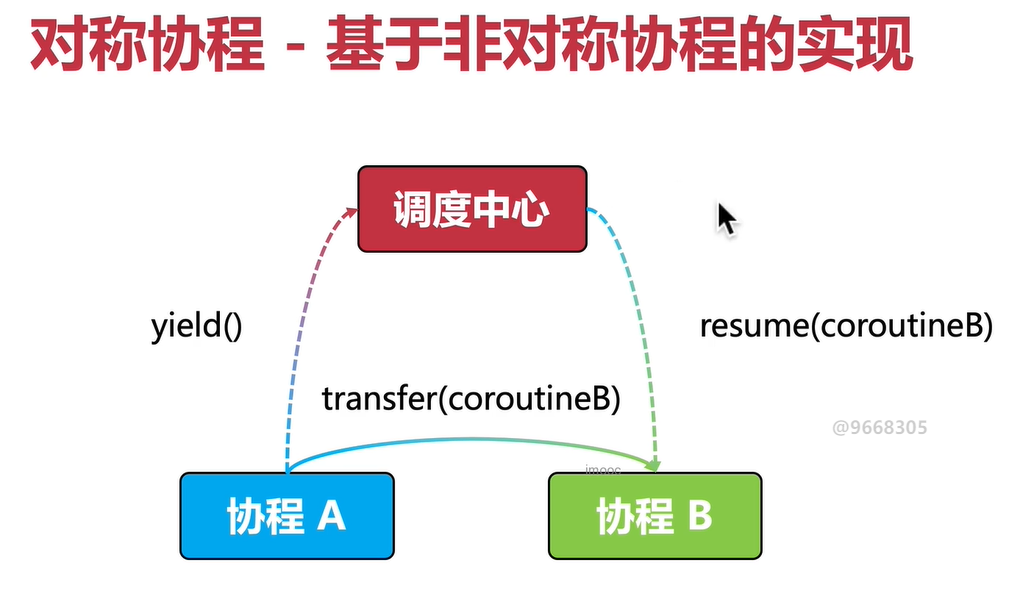 对称协程 - 基于非对称协程的实现
调度中心
yield()
resume(coroutineB)
transfer(coroutineB)
@9668305
imooc
协程 A
协程 B